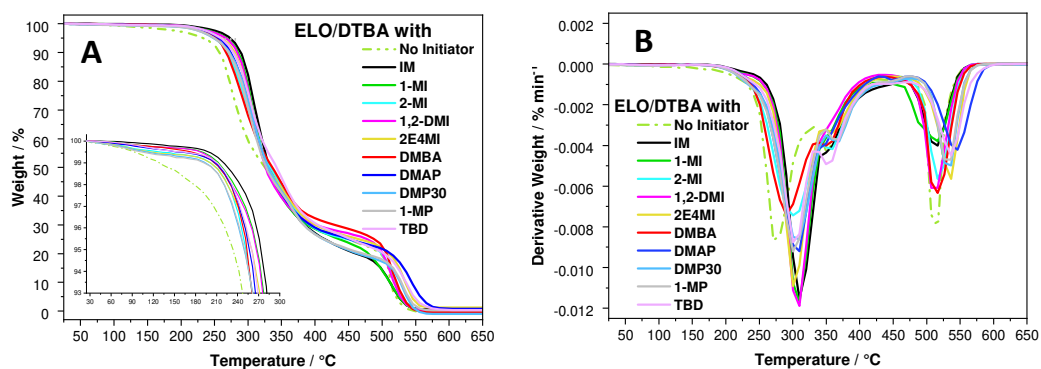 A
ELO/DTBA with
No Initiator
IM
1-MI
2-MI
1,2-DMI
2E4MI
DMBA
DMAP
DMP30
1-MP
TBD
Weight / %
100
90
80
70
60
50
40
30
20
10
0
50 100 150 200 250 300 350 400 450 500 550 600 650
Temperature / °C
100
99
98
97
96
95
94
93
30 60 90 120 150 180 210 240 270 300
B
ELO/DTBA with
No Initiator
IM
1-MI
2-MI
1,2-DMI
2E4MI
DMBA
DMAP
DMP30
1-MP
TBD
Derivative Weight / % min⁻¹
0.000
-0.002
-0.004
-0.006
-0.008
-0.010
-0.012
50 100 150 200 250 300 350 400 450 500 550 600 650
Temperature / °C